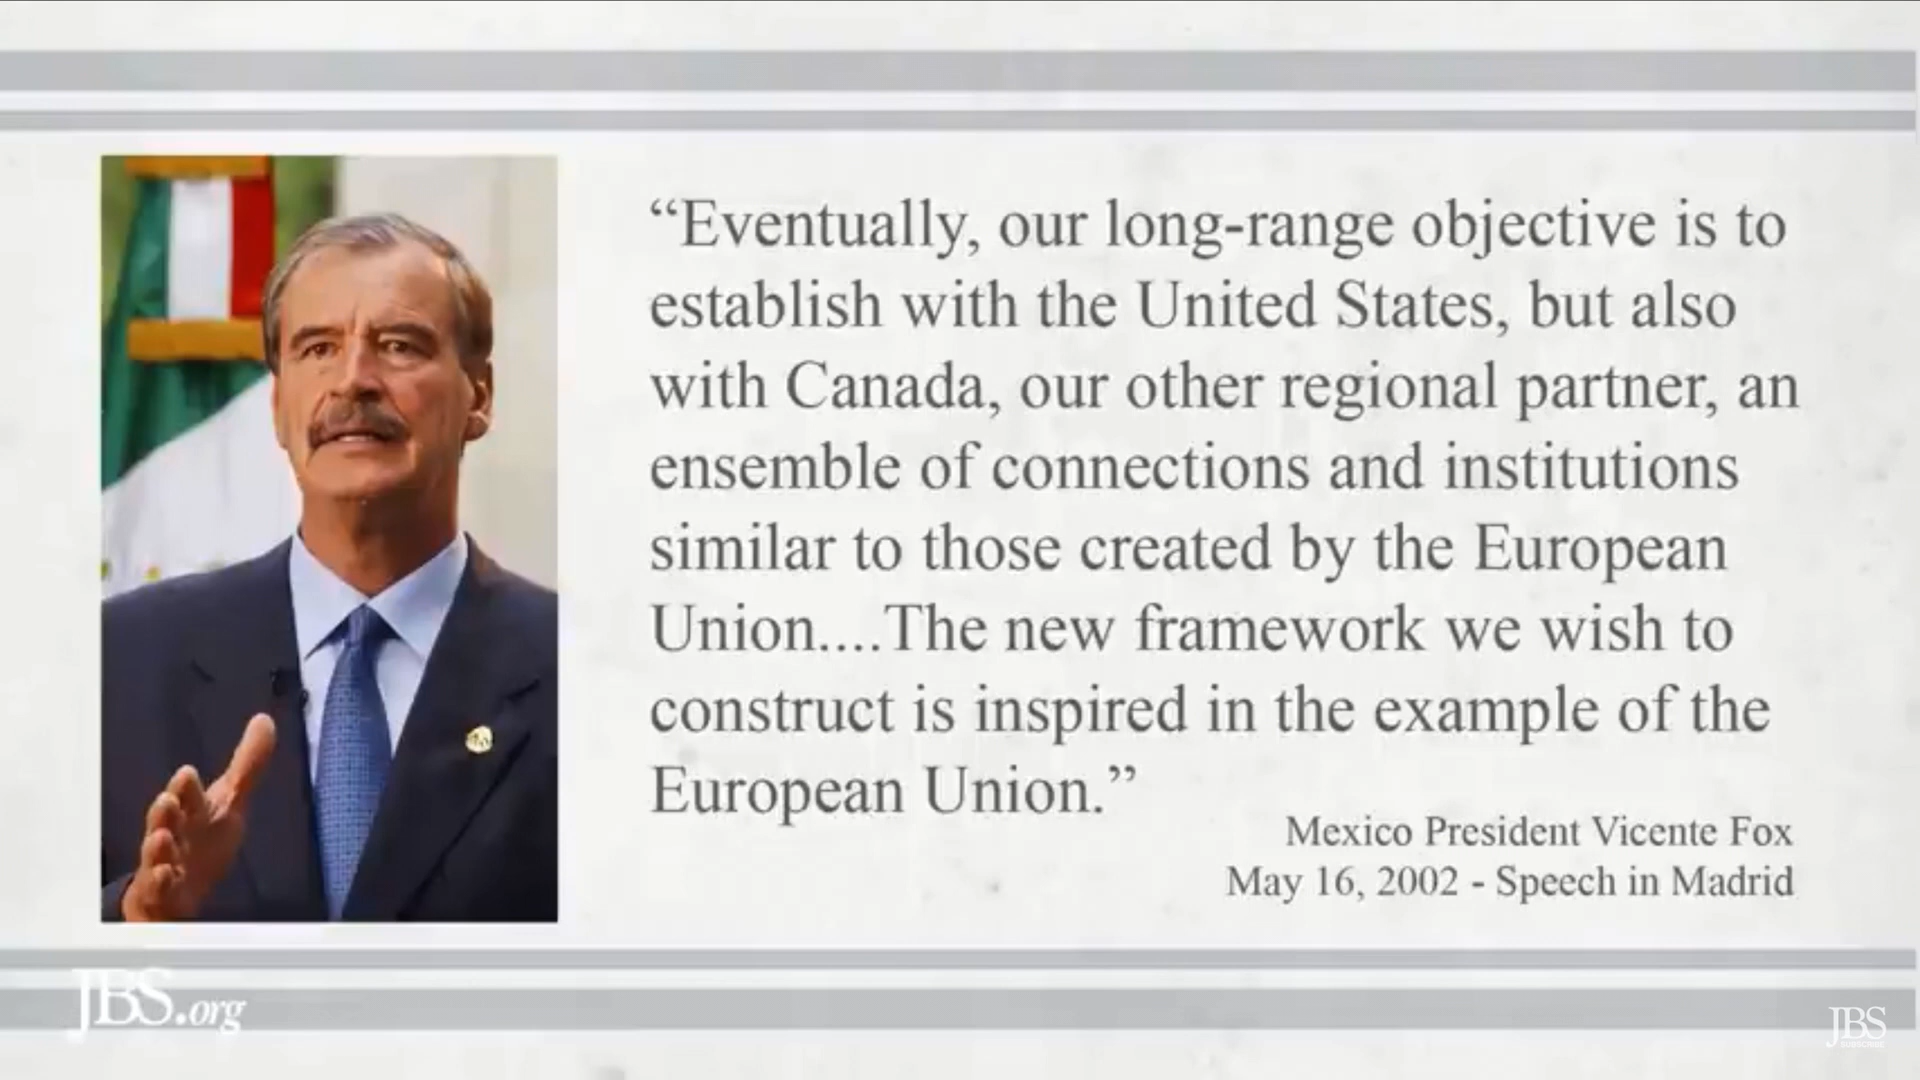 “Eventually, our long-range objective is to
establish with the United States, but also
with Canada, our other regional partner, an
ensemble of connections and institutions
similar to those created by the European
Union....The new framework we wish to
construct is inspired in the example of the
European Union.”
Mexico President Vicente Fox
May 16, 2002 - Speech in Madrid
JBS.org
JBS
SUBSCRIBE